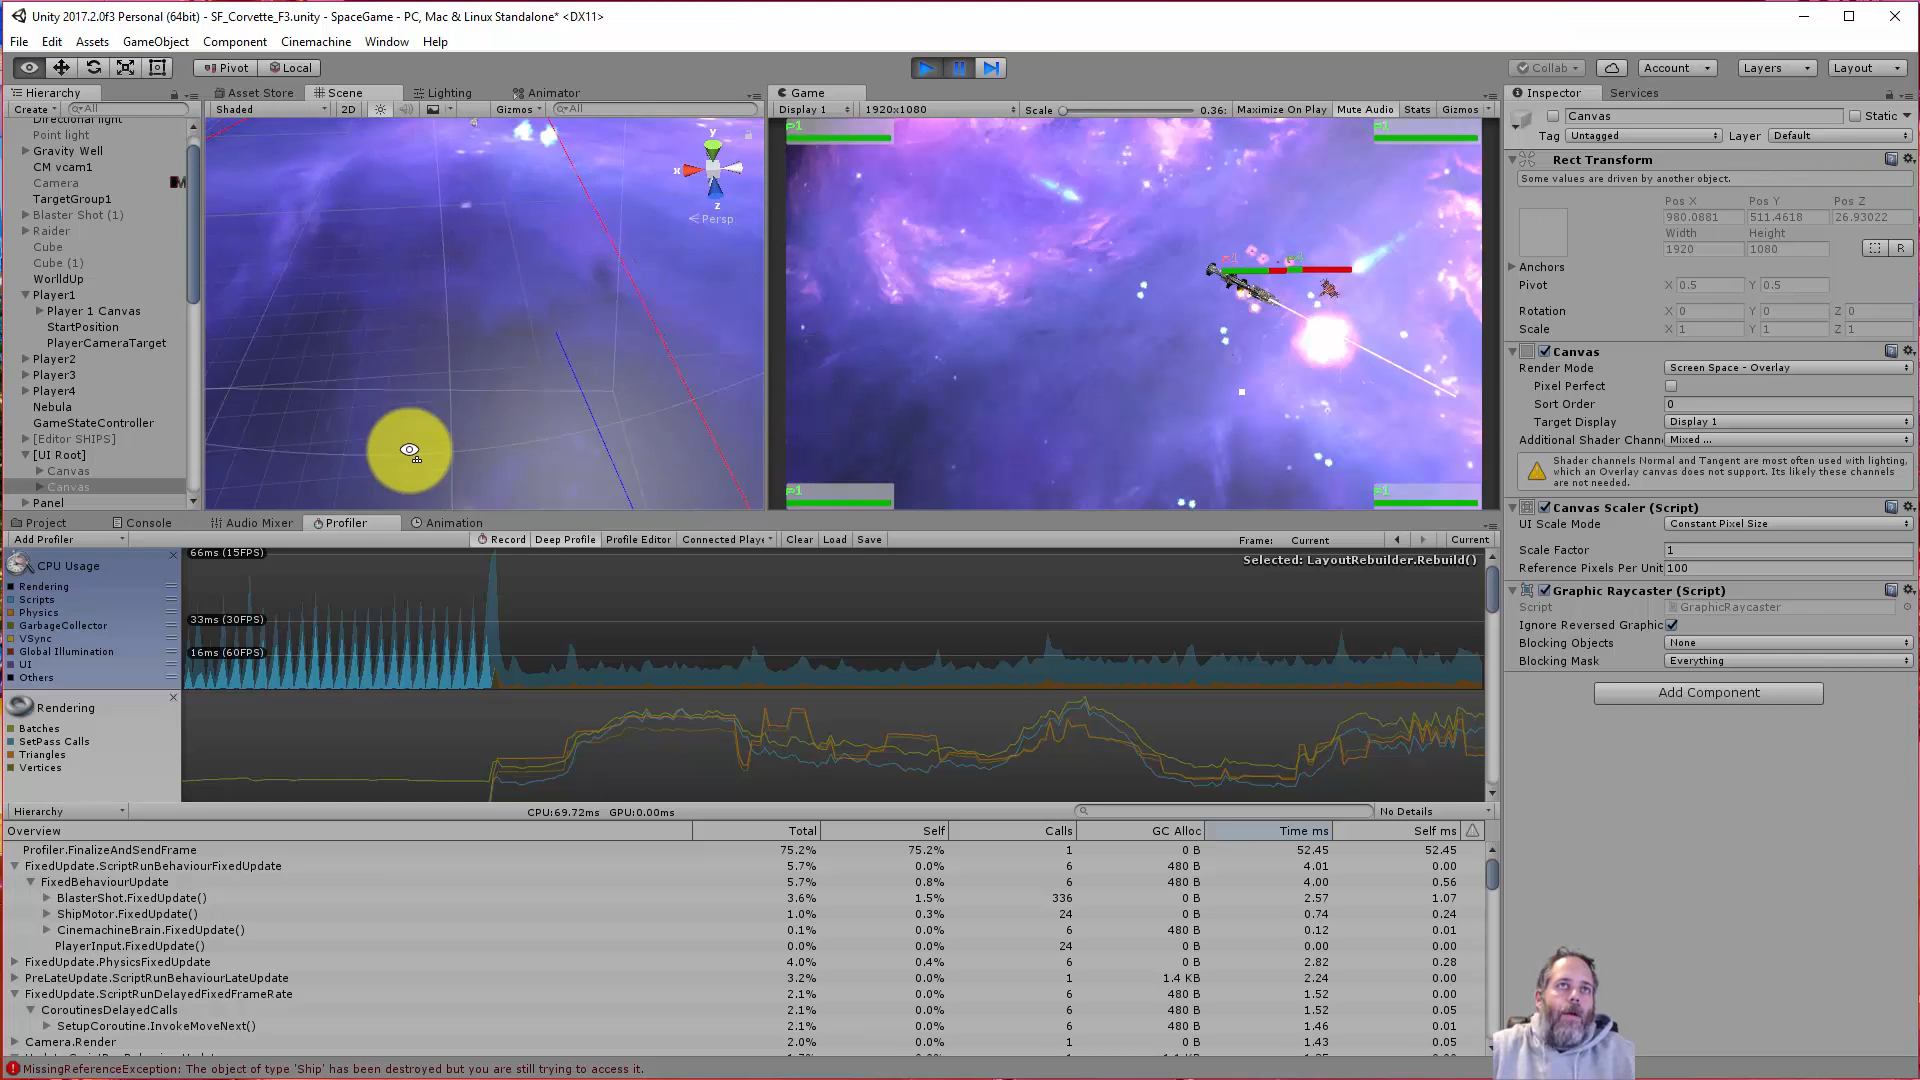 Unity 2017.2.0f3 Personal (64bit) - SF_Corvette_F3.unity - SpaceGame - PC, Mac & Linux Standalone* <DX11>
File Edit Assets GameObject Component Cinemachine Window Help
Pivot Local
Collab Account Layers Layout
Hierarchy
Create All
Directional light
Point light
Gravity Well
CM vcam1
Camera
TargetGroup1
Blaster Shot (1)
Raider
Cube
Cube (1)
WorlldUp
Player1
Player 1 Canvas
StartPosition
PlayerCameraTarget
Player2
Player3
Player4
Nebula
GameStateController
[Editor SHIPS]
[UI Root]
Canvas
Canvas
Panel
Asset Store Scene Lighting Animator
Shaded 2D Gizmos All
y
x
z
Persp
Game
Display 1 1920x1080 Scale 0.36: Maximize On Play Mute Audio Stats Gizmos
Inspector Services
Canvas Static
Tag Untagged Layer Default
Rect Transform
Some values are driven by another object.
Pos X Pos Y Pos Z
980.0881 511.4618 26.93022
Width Height
1920 1080
R
Anchors
Pivot X 0.5 Y 0.5
Rotation X 0 Y 0 Z 0
Scale X 1 Y 1 Z 1
Canvas
Render Mode Screen Space - Overlay
Pixel Perfect
Sort Order 0
Target Display Display 1
Additional Shader Chann Mixed ...
Shader channels Normal and Tangent are most often used with lighting,
which an Overlay canvas does not support. Its likely these channels
are not needed.
Canvas Scaler (Script)
UI Scale Mode Constant Pixel Size
Scale Factor 1
Reference Pixels Per Unit 100
Graphic Raycaster (Script)
Script GraphicRaycaster
Ignore Reversed Graphic
Blocking Objects None
Blocking Mask Everything
Add Component
Project Console Audio Mixer Profiler Animation
Add Profiler Record Deep Profile Profile Editor Connected Playe Clear Load Save Frame: Current Current
CPU Usage
Rendering
Scripts
Physics
GarbageCollector
VSync
Global Illumination
UI
Others
66ms (15FPS)
33ms (30FPS)
16ms (60FPS)
Selected: LayoutRebuilder.Rebuild()
Rendering
Batches
SetPass Calls
Triangles
Vertices
Hierarchy CPU:69.72ms GPU:0.00ms No Details
Overview Total Self Calls GC Alloc Time ms Self ms
Profiler.FinalizeAndSendFrame 75.2% 75.2% 1 0 B 52.45 52.45
FixedUpdate.ScriptRunBehaviourFixedUpdate 5.7% 0.0% 6 480 B 4.01 0.00
FixedBehaviourUpdate 5.7% 0.8% 6 480 B 4.00 0.56
BlasterShot.FixedUpdate() 3.6% 1.5% 336 0 B 2.57 1.07
ShipMotor.FixedUpdate() 1.0% 0.3% 24 0 B 0.74 0.24
CinemachineBrain.FixedUpdate() 0.1% 0.0% 6 480 B 0.12 0.01
PlayerInput.FixedUpdate() 0.0% 0.0% 24 0 B 0.00 0.00
FixedUpdate.PhysicsFixedUpdate 4.0% 0.4% 6 0 B 2.82 0.28
PreLateUpdate.ScriptRunBehaviourLateUpdate 3.2% 0.0% 1 1.4 KB 2.24 0.00
FixedUpdate.ScriptRunDelayedFixedFrameRate 2.1% 0.0% 6 480 B 1.52 0.00
CoroutinesDelayedCalls 2.1% 0.0% 6 480 B 1.52 0.05
SetupCoroutine.InvokeMoveNext() 2.1% 0.0% 6 480 B 1.46 0.01
Camera.Render 2.0% 0.0% 1 0 B 1.43 0.05
MissingReferenceException: The object of type 'Ship' has been destroyed but you are still trying to access it.